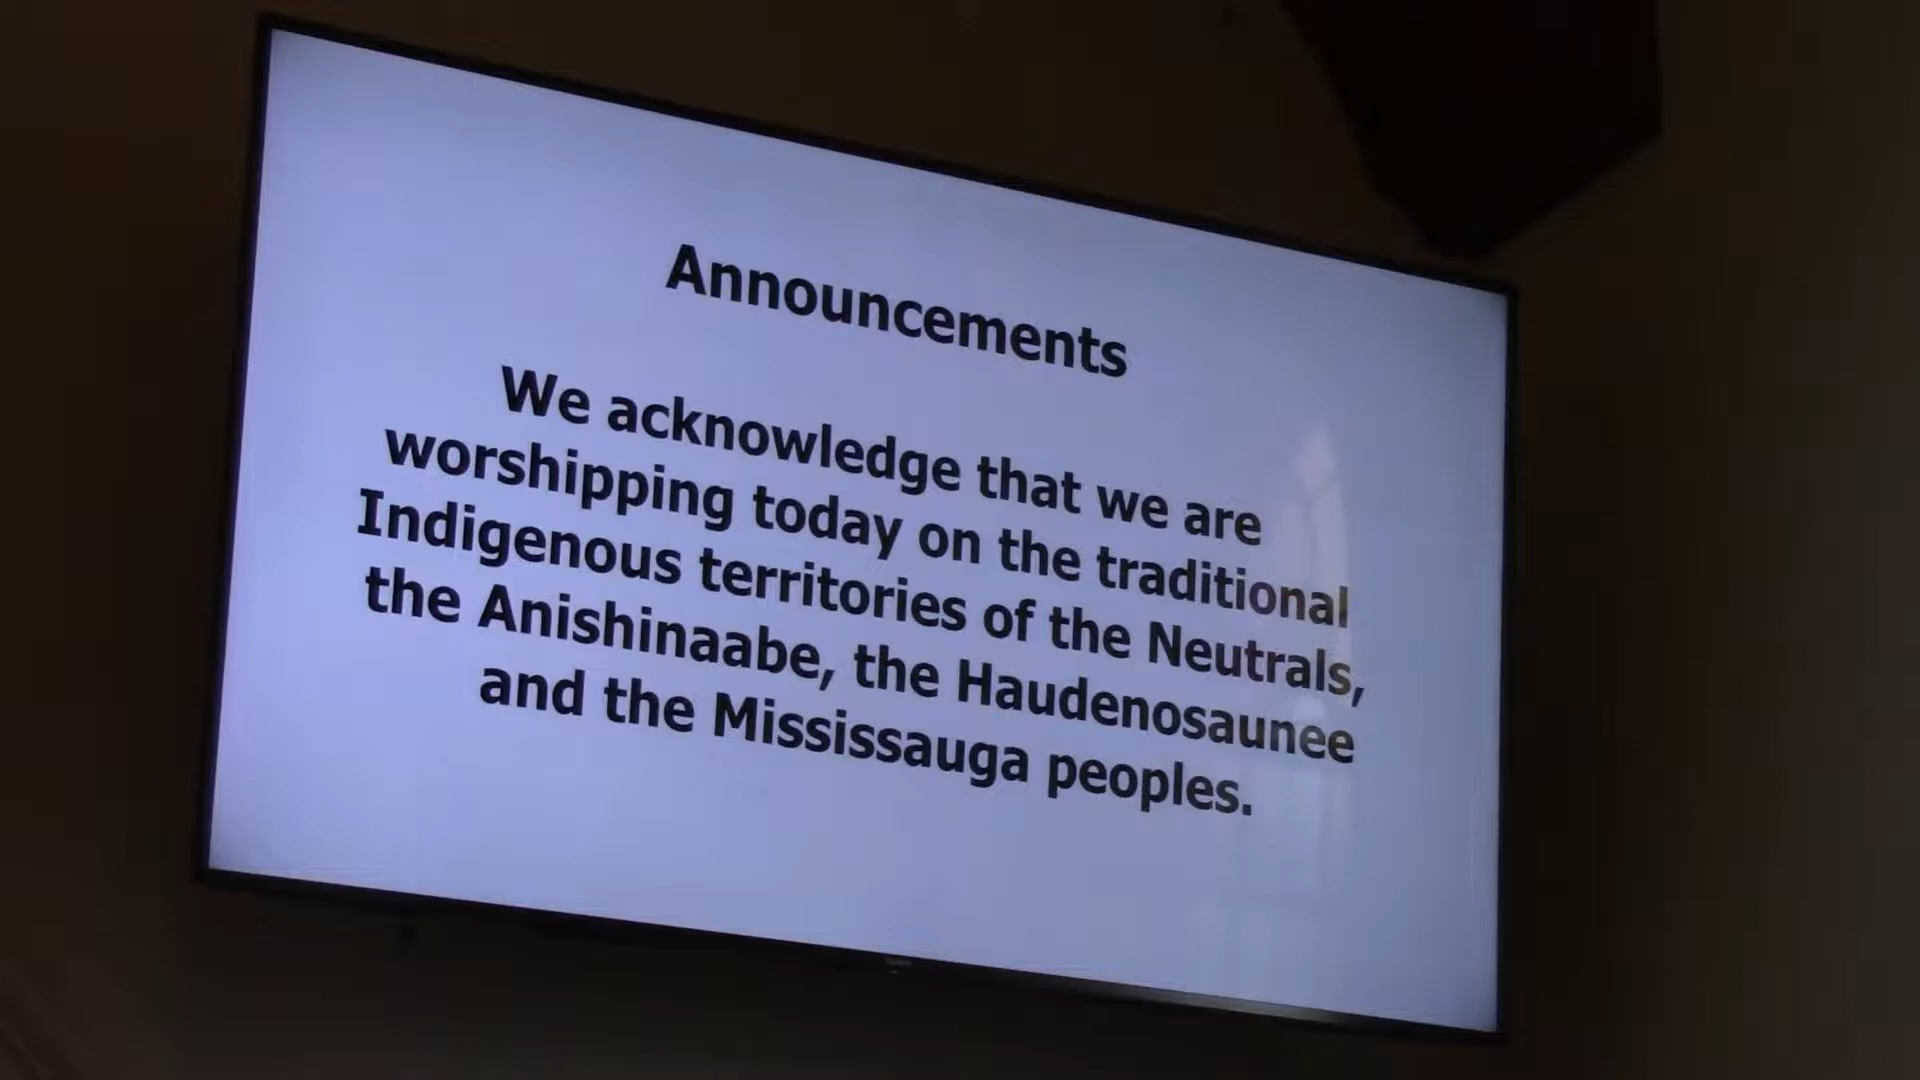 Announcements
We acknowledge that we are
worshipping today on the traditional
Indigenous territories of the Neutrals,
the Anishinaabe, the Haudenosaunee
and the Mississauga peoples.